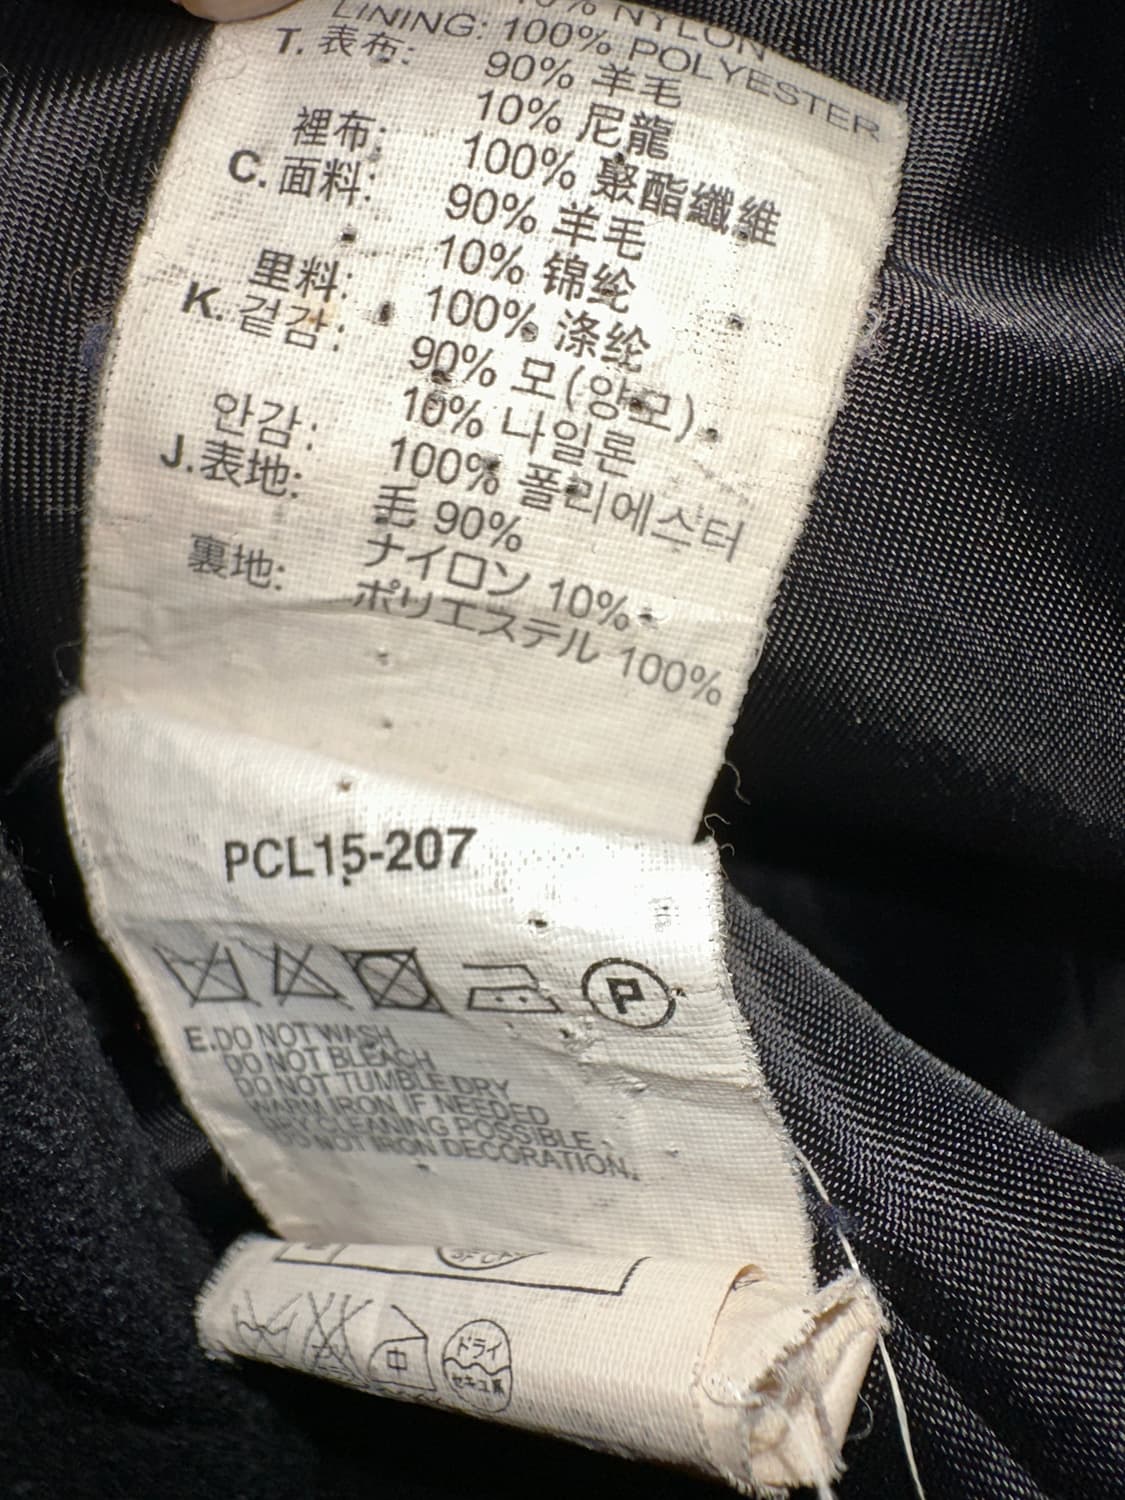 10% NYLON
LINING: 100% POLYESTER
T. 表布: 90% 羊毛
10% 尼龍
裡布: 100% 聚酯纖維
C. 面料: 90% 羊毛
10% 锦纶
里料: 100% 涤纶
K. 겉감: 90% 모(양모)
10% 나일론
안감: 100% 폴리에스터
J. 表地: 毛 90%
ナイロン 10%
裏地: ポリエステル 100%
PCL15-207
P
E.DO NOT WASH
DO NOT BLEACH
DO NOT TUMBLE DRY
WARM IRON IF NEEDED
DRY CLEANING POSSIBLE
DO NOT IRON DECORATION.
中
ドライ
セキユ系